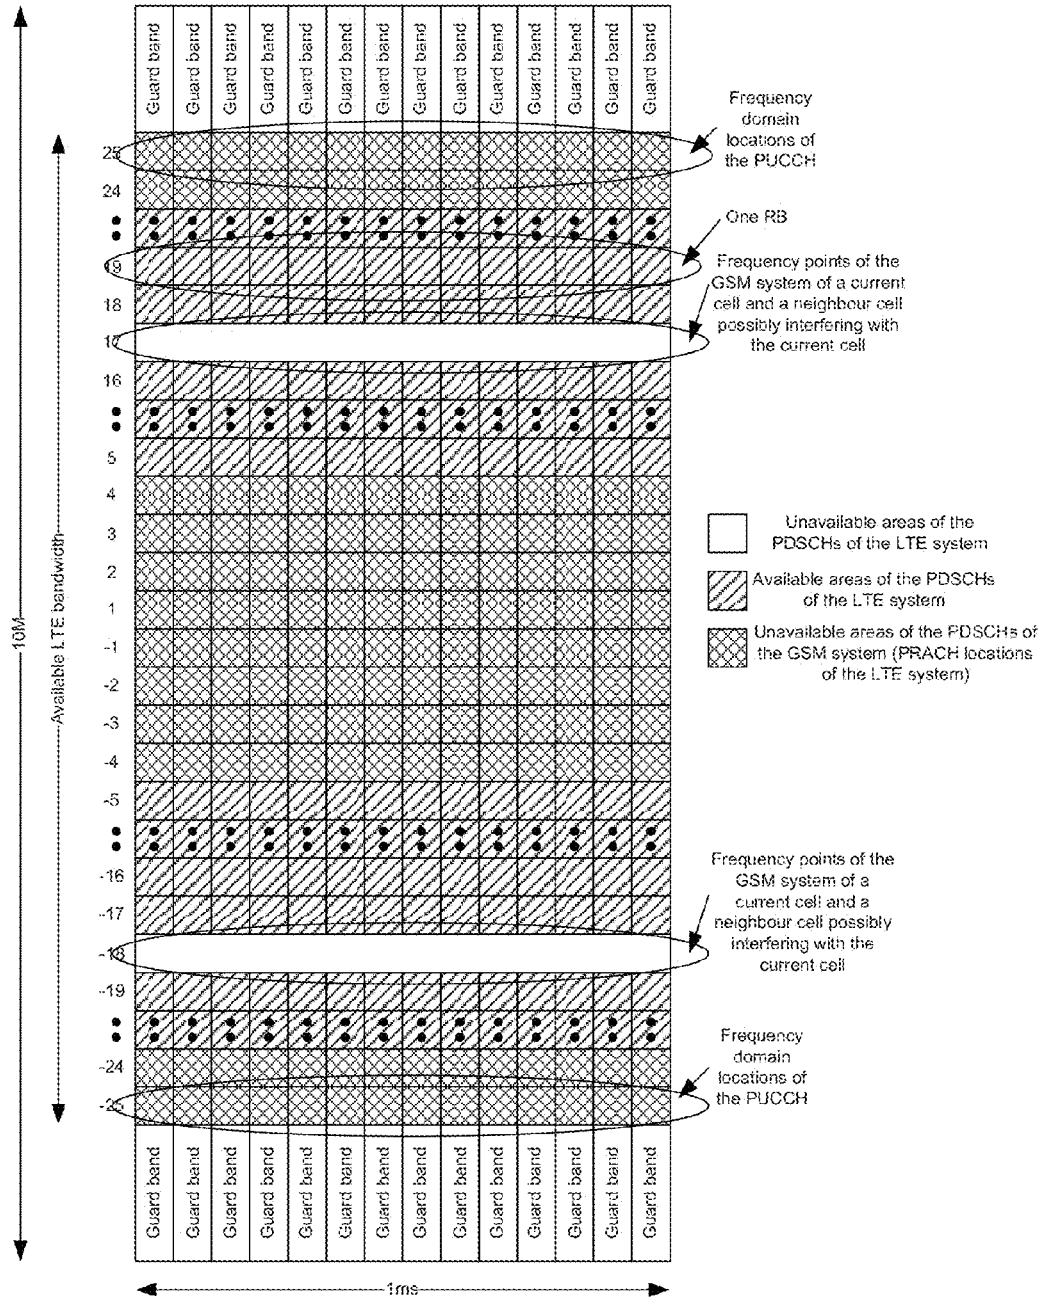 Guard band Guard band Guard band Guard band Guard band Guard band Guard band Guard band Guard band Guard band Guard band Guard band Guard band Guard band
Frequency
domain
locations of
the PUCCH
25
24
One RB
19
Frequency points of the
GSM system of a current
cell and a neighbour cell
possibly interfering with
the current cell
18
17
16
5
4
3
2
1
-1
-2
-3
-4
-5
-16
-17
-18
-19
-24
-25
10M
Available LTE bandwidth
Unavailable areas of the
PDSCHs of the LTE system
Available areas of the PDSCHs
of the LTE system
Unavailable areas of the PDSCHs of
the GSM system (PRACH locations
of the LTE system)
Frequency points of the
GSM system of a
current cell and a
neighbour cell possibly
interfering with the
current cell
Frequency
domain
locations of
the PUCCH
Guard band Guard band Guard band Guard band Guard band Guard band Guard band Guard band Guard band Guard band Guard band Guard band Guard band Guard band
1ms